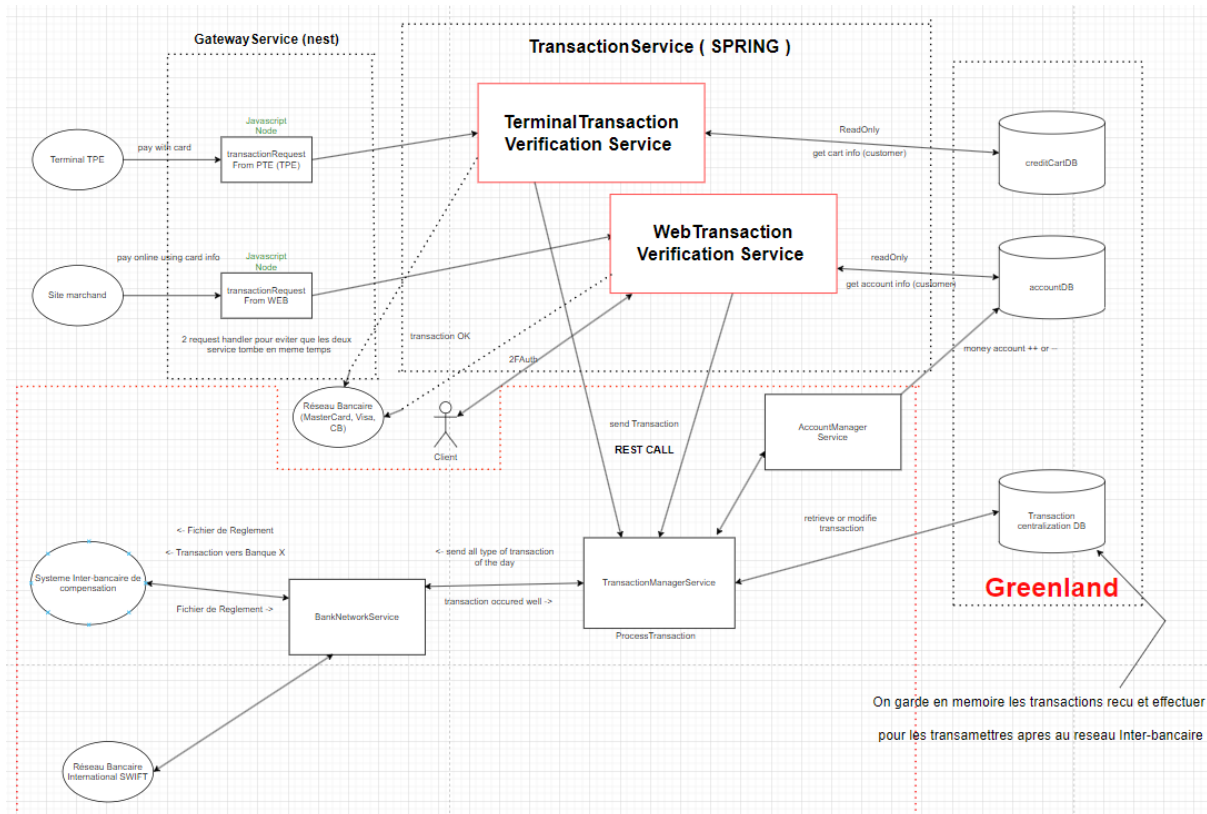 GatewayService (nest)
TransactionService ( SPRING )
Javascript
Node
TerminalTransaction
Verification Service
ReadOnly
Terminal TPE
pay with card
transactionRequest
From PTE (TPE)
get cart info (customer)
creditCartDB
WebTransaction
Verification Service
pay online using card info
Javascript
Node
readOnly
Site marchand
transactionRequest
From WEB
get account info (customer)
accountDB
2 request handler pour eviter que les deux
service tombe en meme temps
transaction OK
2FAuth
money account ++ or --
Réseau Bancaire
(MasterCard, Visa,
CB)
Client
send Transaction
REST CALL
AccountManager
Service
retrieve or modifie
transaction
Transaction
centralization DB
<- Fichier de Reglement
<- Transaction vers Banque X
<- send all type of transaction
of the day
Systeme Inter-bancaire de
compensation
Fichier de Reglement ->
BankNetworkService
transaction occured well ->
TransactionManagerService
ProcessTransaction
Greenland
On garde en memoire les transactions recu et effectuer
pour les transamettres apres au reseau Inter-bancaire
Réseau Bancaire
International SWIFT